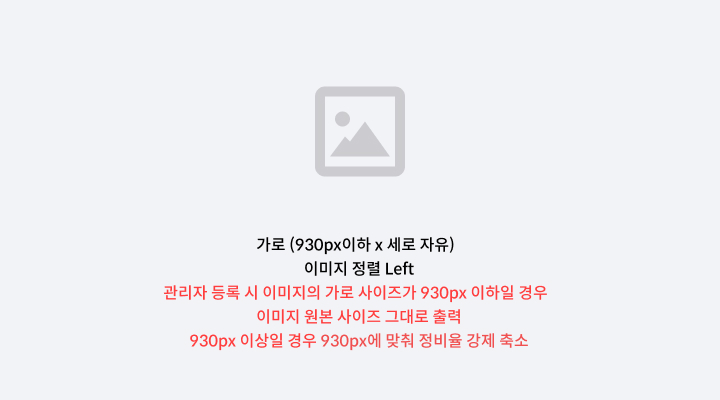 가로 (930px이하 x 세로 자유)
이미지 정렬 Left
관리자 등록 시 이미지의 가로 사이즈가 930px 이하일 경우
이미지 원본 사이즈 그대로 출력
930px 이상일 경우 930px에 맞춰 정비율 강제 축소